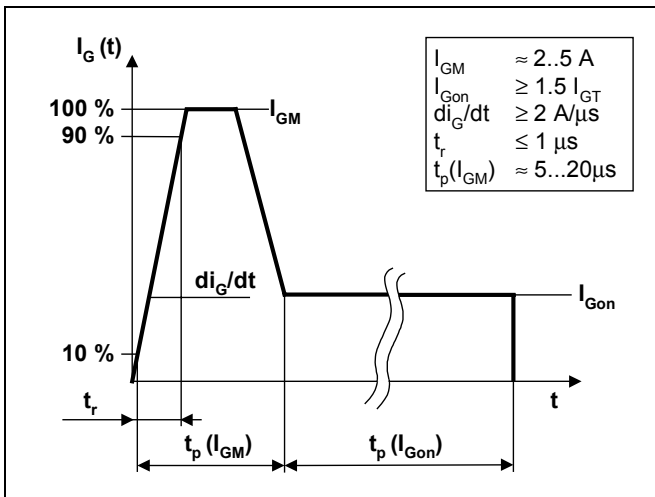 I_G (t)
100 %
90 %
I_GM
di_G/dt
I_Gon
10 %
t_r
t
t_p (I_GM)
t_p (I_Gon)
I_GM ≈ 2..5 A
I_Gon ≥ 1.5 I_GT
di_G/dt ≥ 2 A/μs
t_r ≤ 1 μs
t_p(I_GM) ≈ 5...20μs